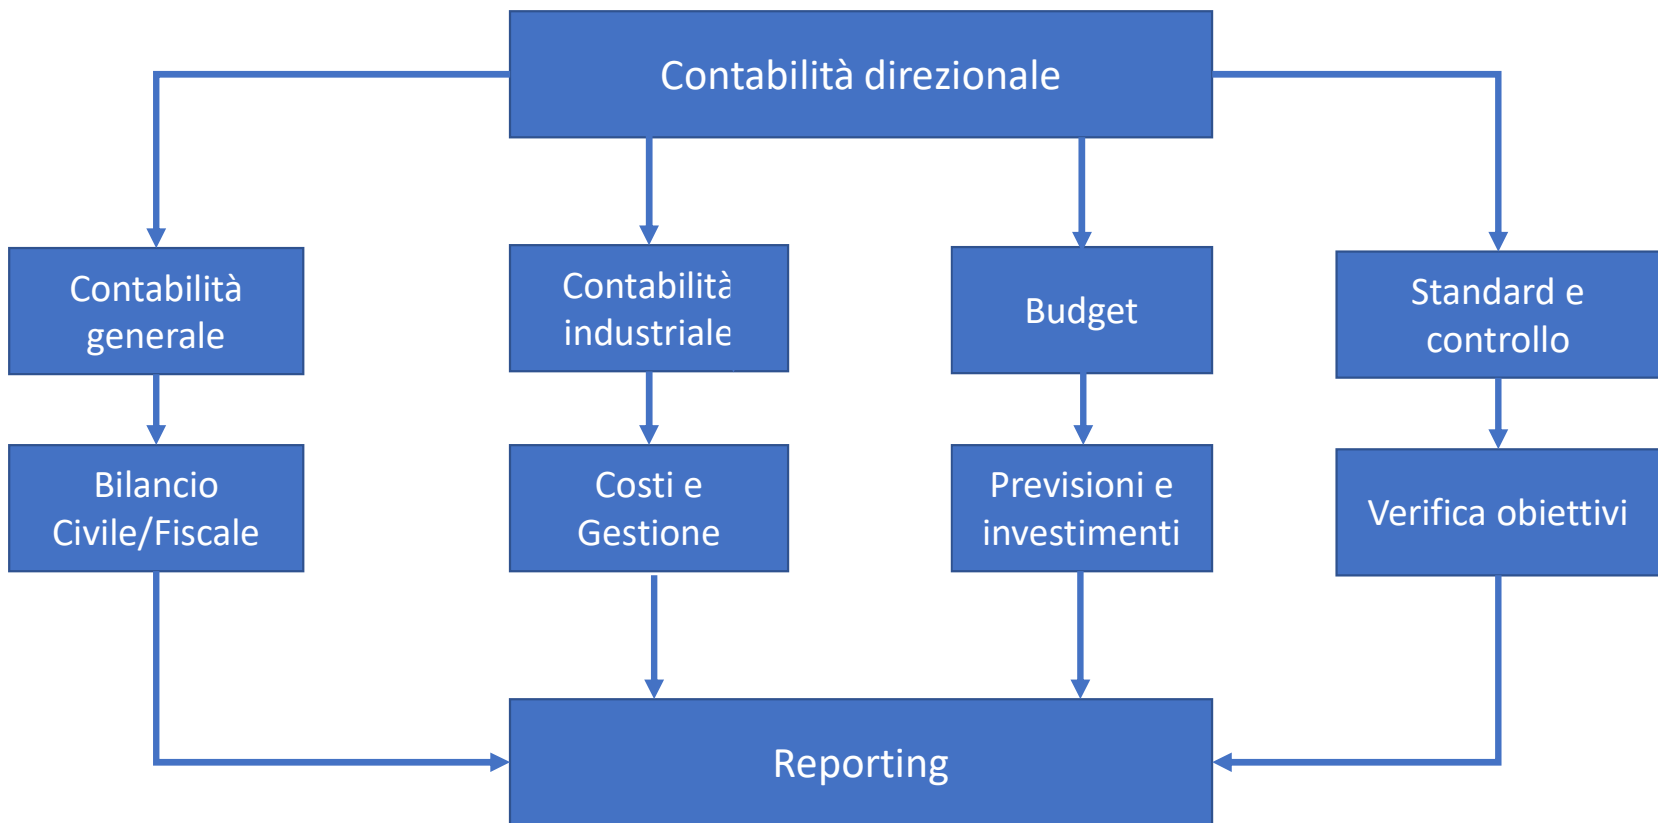 Contabilità direzionale
Contabilità
generale
Contabilità
industriale
Budget
Standard e
controllo
Bilancio
Civile/Fiscale
Costi e
Gestione
Previsioni e
investimenti
Verifica obiettivi
Reporting